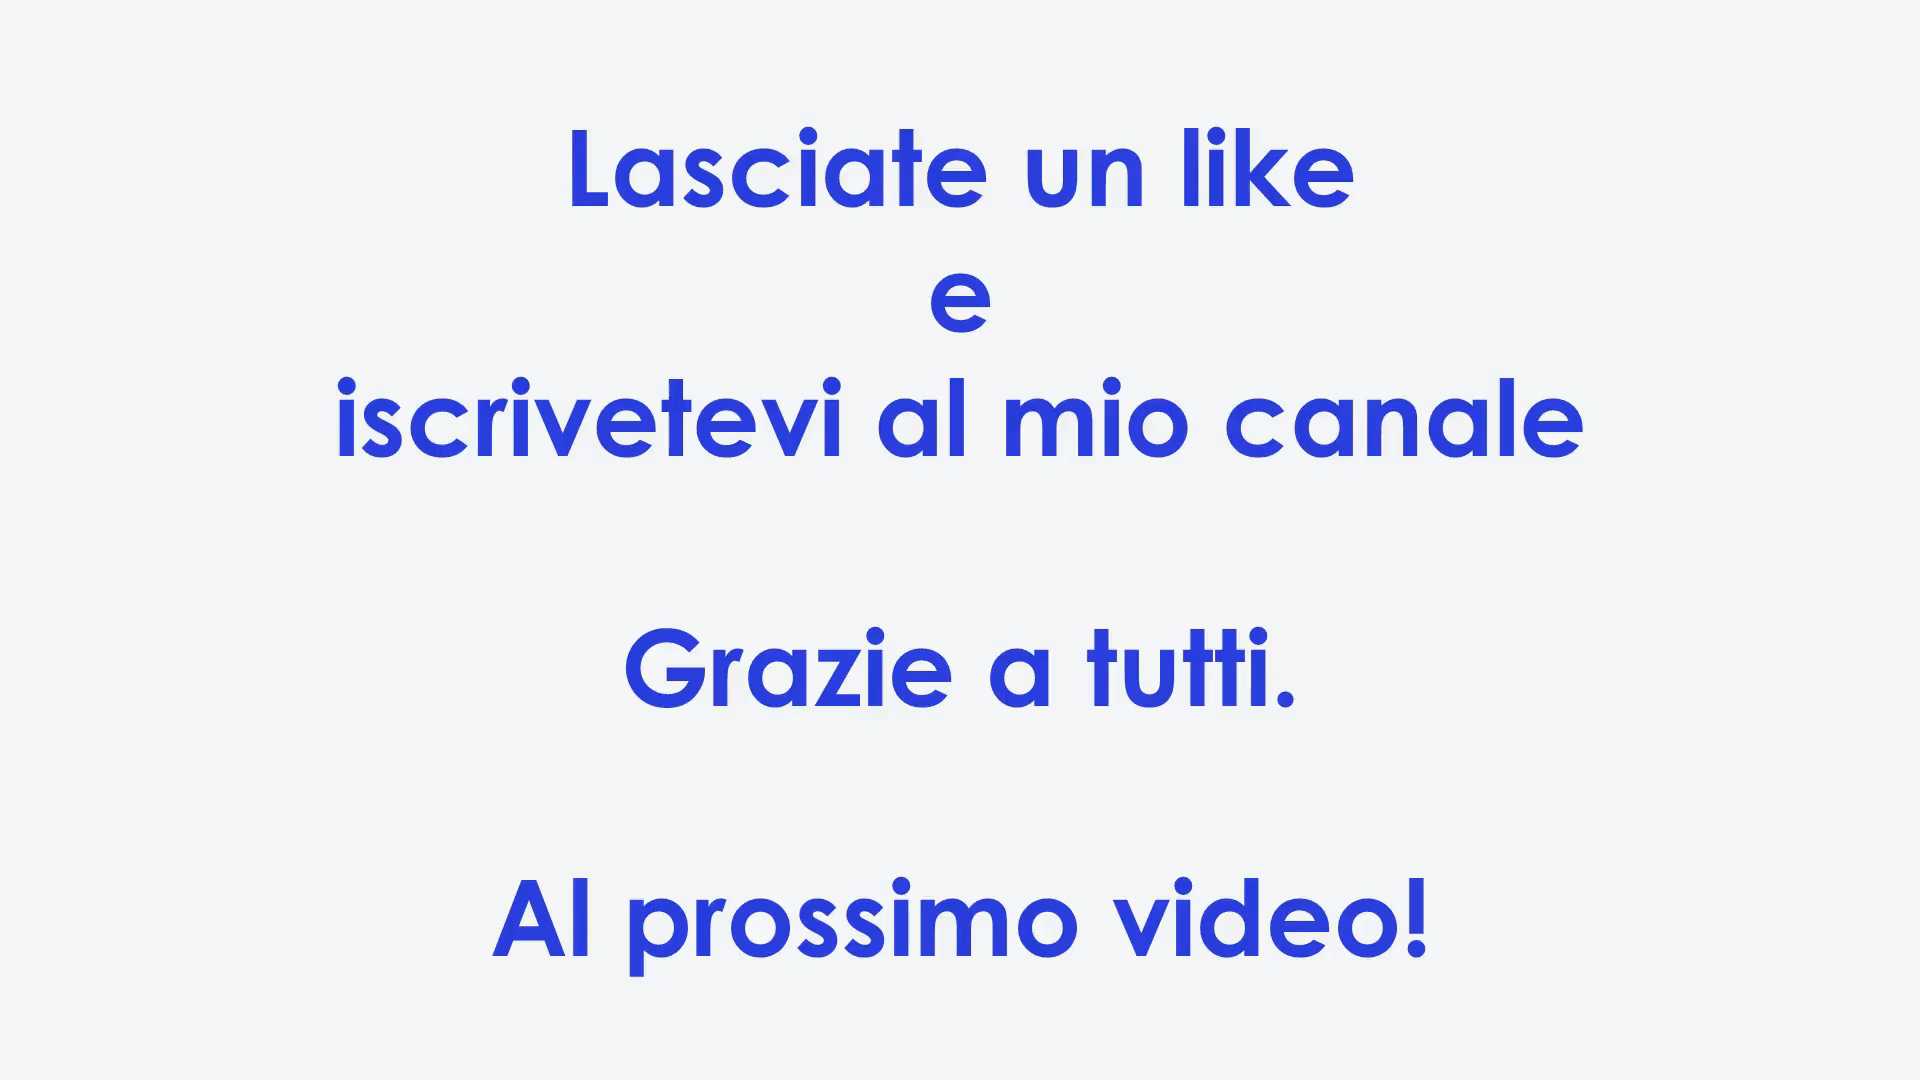 Lasciate un like
e
iscrivetevi al mio canale
Grazie a tutti.
Al prossimo video!